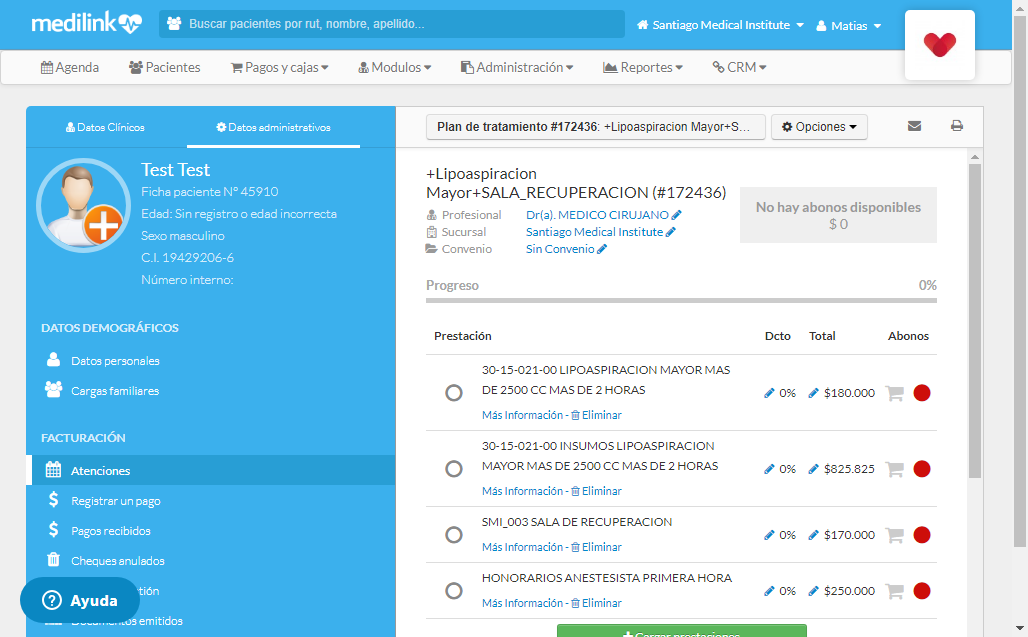 medilink
Buscar pacientes por rut, nombre, apellido...
Santiago Medical Institute
Matias
Agenda
Pacientes
Pagos y cajas
Modulos
Administración
Reportes
CRM
Datos Clínicos
Datos administrativos
Test Test
Ficha paciente N° 45910
Edad: Sin registro o edad incorrecta
Sexo masculino
C.I. 19429206-6
Número interno:
DATOS DEMOGRÁFICOS
Datos personales
Cargas familiares
FACTURACIÓN
Atenciones
Registrar un pago
Pagos recibidos
Cheques anulados
tión
Documentos emitidos
Ayuda
Plan de tratamiento #172436: +Lipoaspiracion Mayor+S...
Opciones
+Lipoaspiracion
Mayor+SALA_RECUPERACION (#172436)
Profesional Dr(a). MEDICO CIRUJANO
Sucursal Santiago Medical Institute
Convenio Sin Convenio
No hay abonos disponibles
$ 0
Progreso 0%
Prestación Dcto Total Abonos
30-15-021-00 LIPOASPIRACION MAYOR MAS
DE 2500 CC MAS DE 2 HORAS
0% $180.000
Más Información - Eliminar
30-15-021-00 INSUMOS LIPOASPIRACION
MAYOR MAS DE 2500 CC MAS DE 2 HORAS
0% $825.825
Más Información - Eliminar
SMI_003 SALA DE RECUPERACION
0% $170.000
Más Información - Eliminar
HONORARIOS ANESTESISTA PRIMERA HORA
0% $250.000
Más Información - Eliminar
Cargar prestaciones